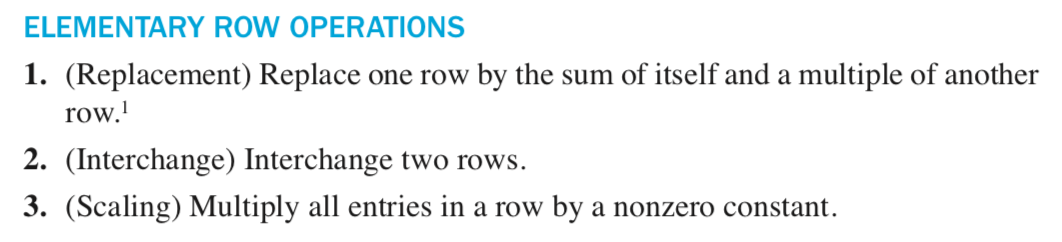 ELEMENTARY ROW OPERATIONS
1. (Replacement) Replace one row by the sum of itself and a multiple of another
row.¹
2. (Interchange) Interchange two rows.
3. (Scaling) Multiply all entries in a row by a nonzero constant.